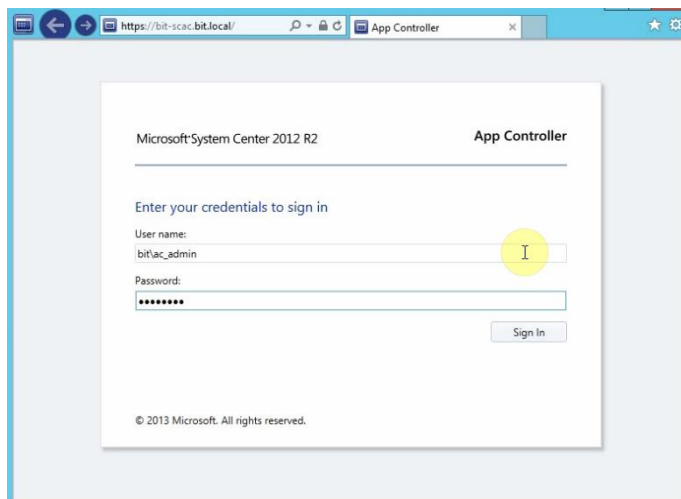 https://bit-scac.bit.local/
App Controller
Microsoft System Center 2012 R2
App Controller
Enter your credentials to sign in
User name:
bit\ac_admin
Password:
••••••••
Sign In
© 2013 Microsoft. All rights reserved.